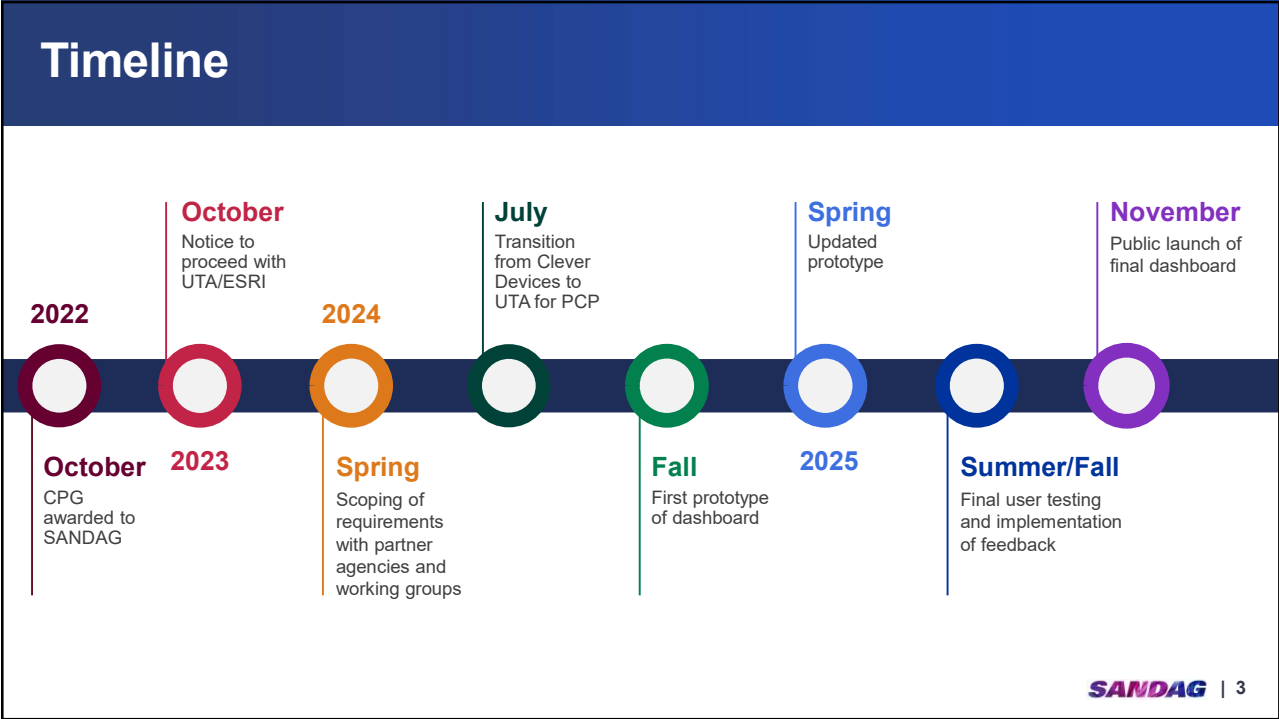 Timeline
2022
October
CPG
awarded to
SANDAG
October
Notice to
proceed with
UTA/ESRI
2023
2024
Spring
Scoping of
requirements
with partner
agencies and
working groups
July
Transition
from Clever
Devices to
UTA for PCP
Fall
First prototype
of dashboard
Spring
Updated
prototype
2025
Summer/Fall
Final user testing
and implementation
of feedback
November
Public launch of
final dashboard
SANDAG | 3